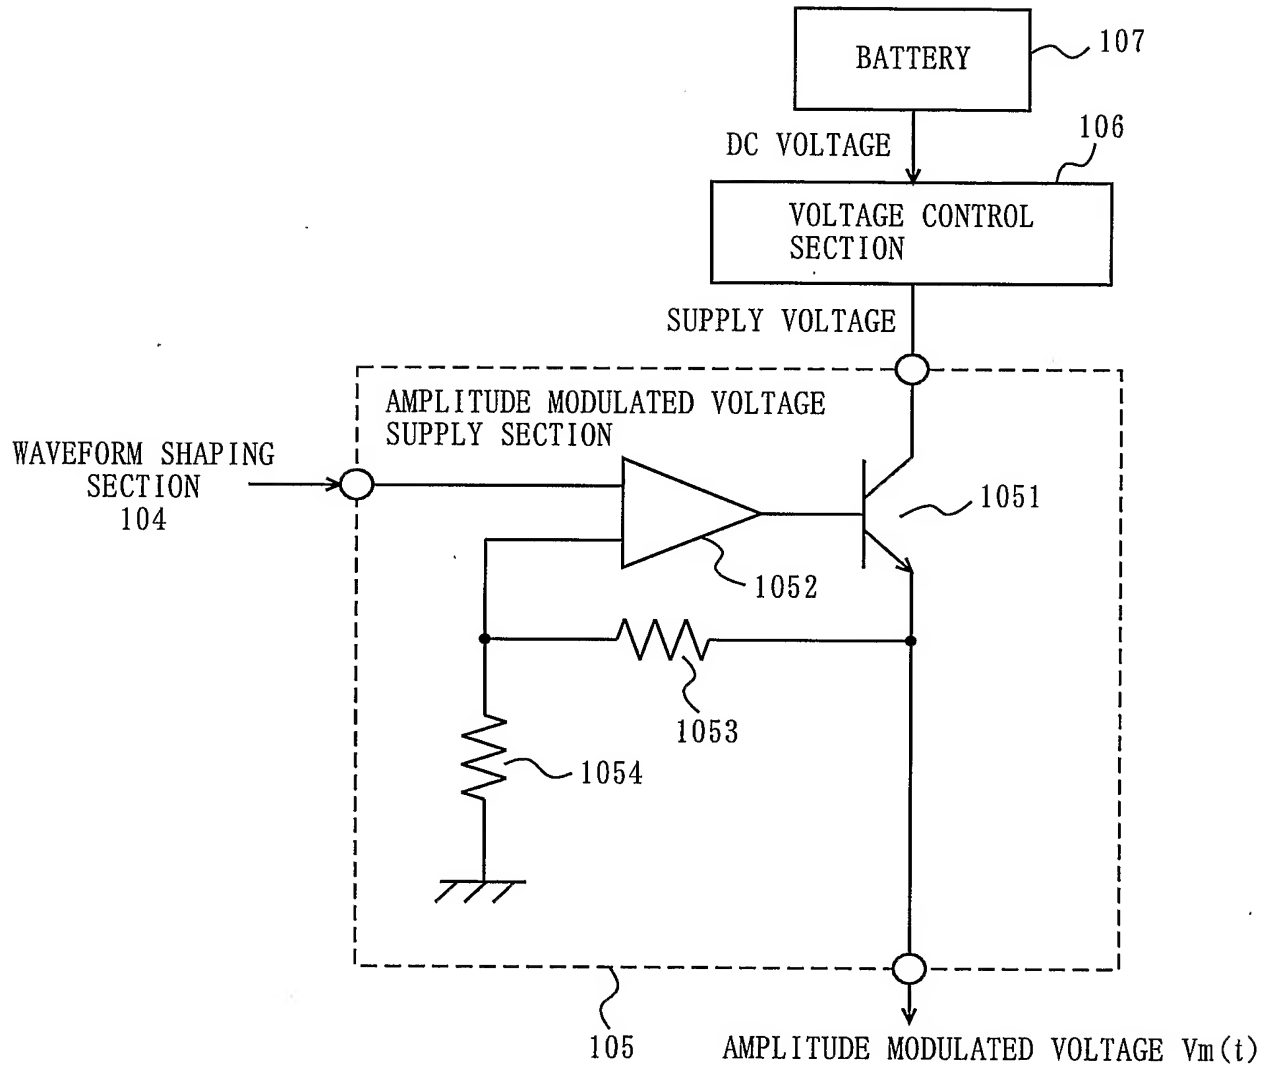 BATTERY
107
DC VOLTAGE
106
VOLTAGE CONTROL
SECTION
SUPPLY VOLTAGE
AMPLITUDE MODULATED VOLTAGE
SUPPLY SECTION
WAVEFORM SHAPING
SECTION
104
1051
1052
1053
1054
105
AMPLITUDE MODULATED VOLTAGE Vm(t)